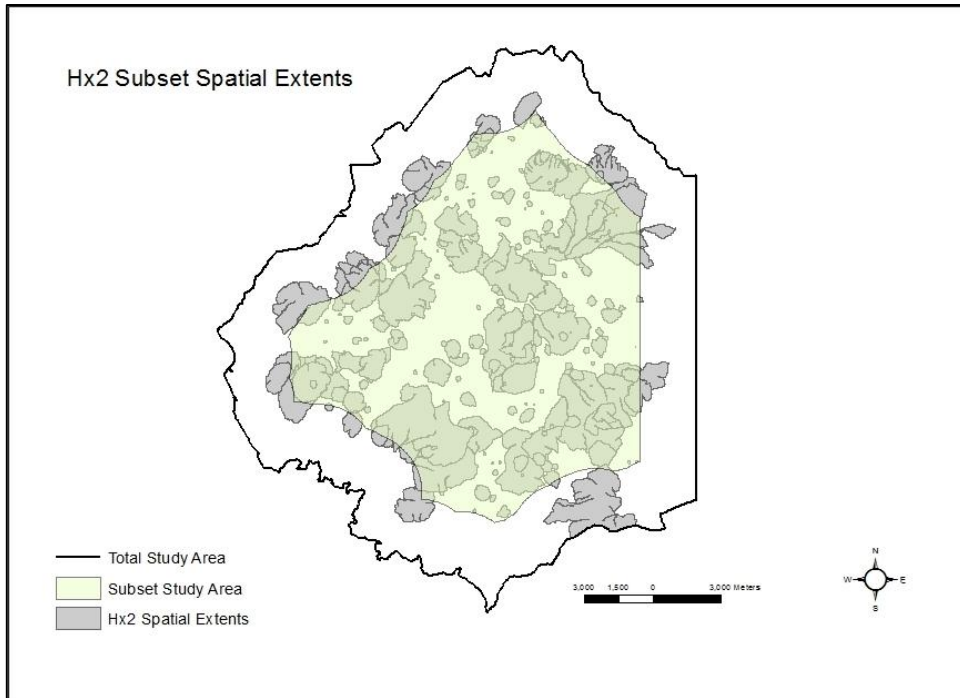 Hx2 Subset Spatial Extents
Total Study Area
Subset Study Area
Hx2 Spatial Extents
3,000 1,500 0 3,000 Meters
N
W E
S